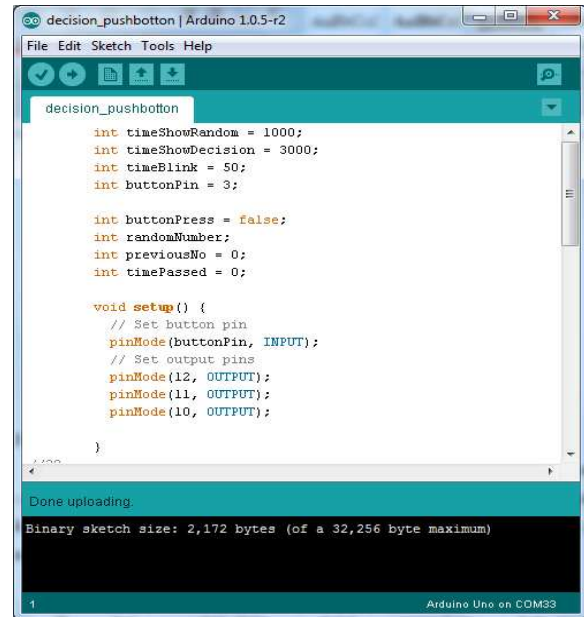 decision_pushbotton | Arduino 1.0.5-r2
File Edit Sketch Tools Help
decision_pushbotton
int timeShowRandom = 1000;
int timeShowDecision = 3000;
int timeBlink = 50;
int buttonPin = 3;
int buttonPress = false;
int randomNumber;
int previousNo = 0;
int timePassed = 0;
void setup() {
// Set button pin
pinMode(buttonPin, INPUT);
// Set output pins
pinMode(12, OUTPUT);
pinMode(11, OUTPUT);
pinMode(10, OUTPUT);
}
Done uploading.
Binary sketch size: 2,172 bytes (of a 32,256 byte maximum)
1
Arduino Uno on COM33